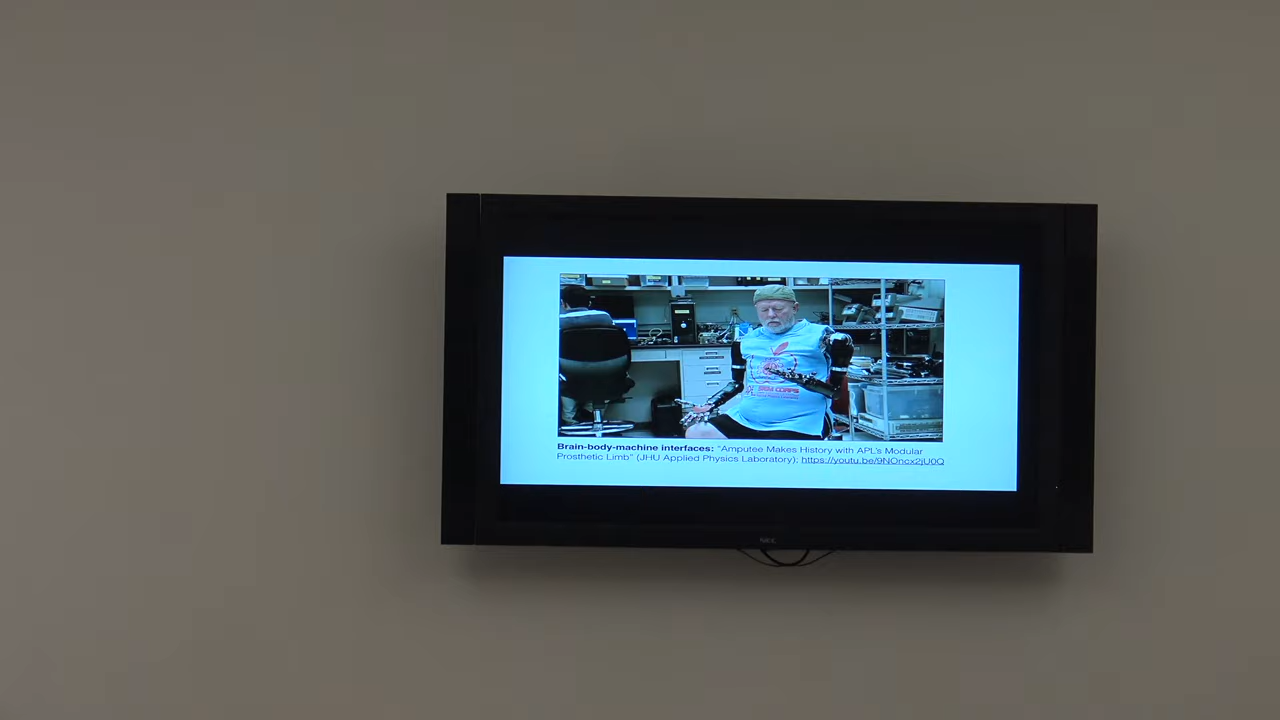 Brain-body-machine interfaces: "Amputee Makes History with APL's Modular
Prosthetic Limb" (JHU Applied Physics Laboratory); https://youtu.be/9NOncx2jU0Q
NEC